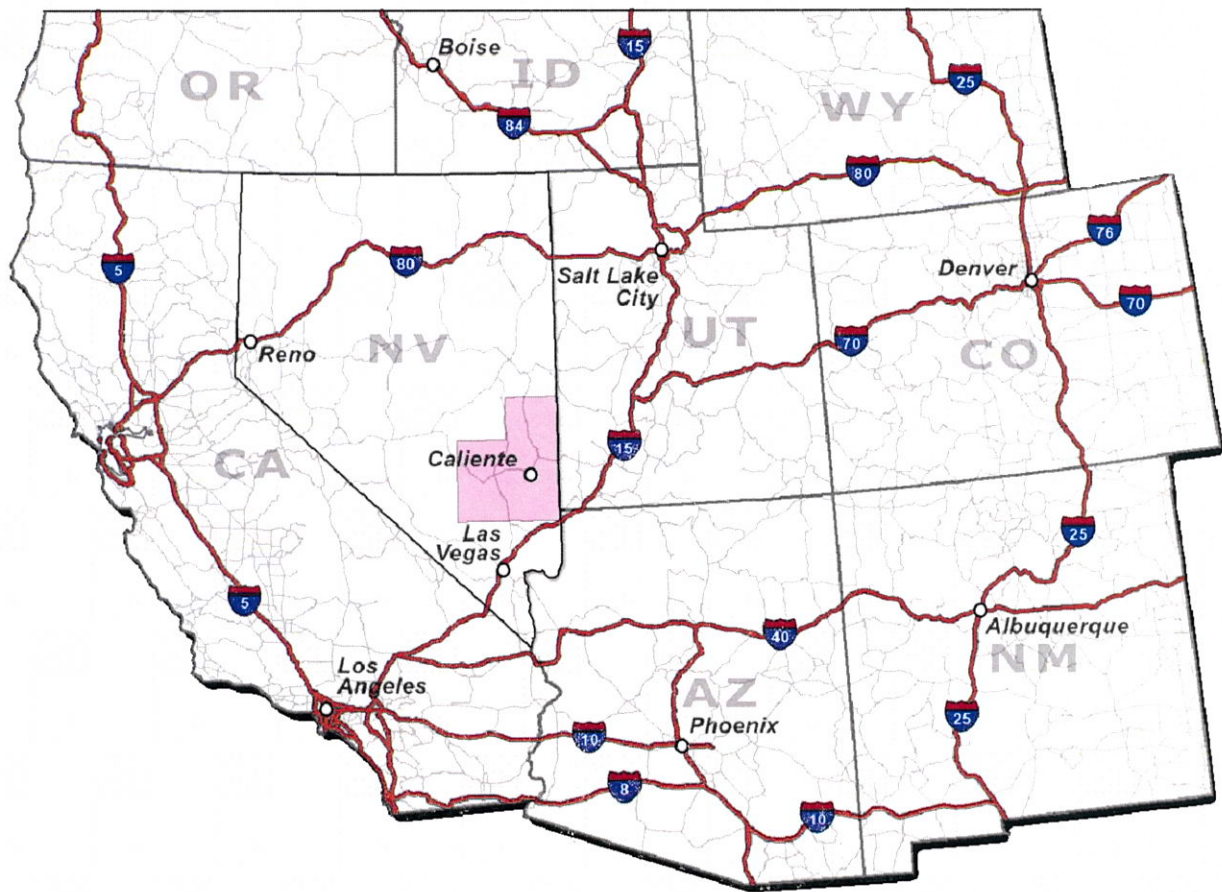 Boise
15
ID
OR
25
WY
84
80
76
5
80
Salt Lake
City
Denver
70
UT
NV
Reno
70
CO
CA
Caliente
15
Las
Vegas
25
5
40
Albuquerque
NM
Los
Angeles
AZ
25
Phoenix
10
8
10